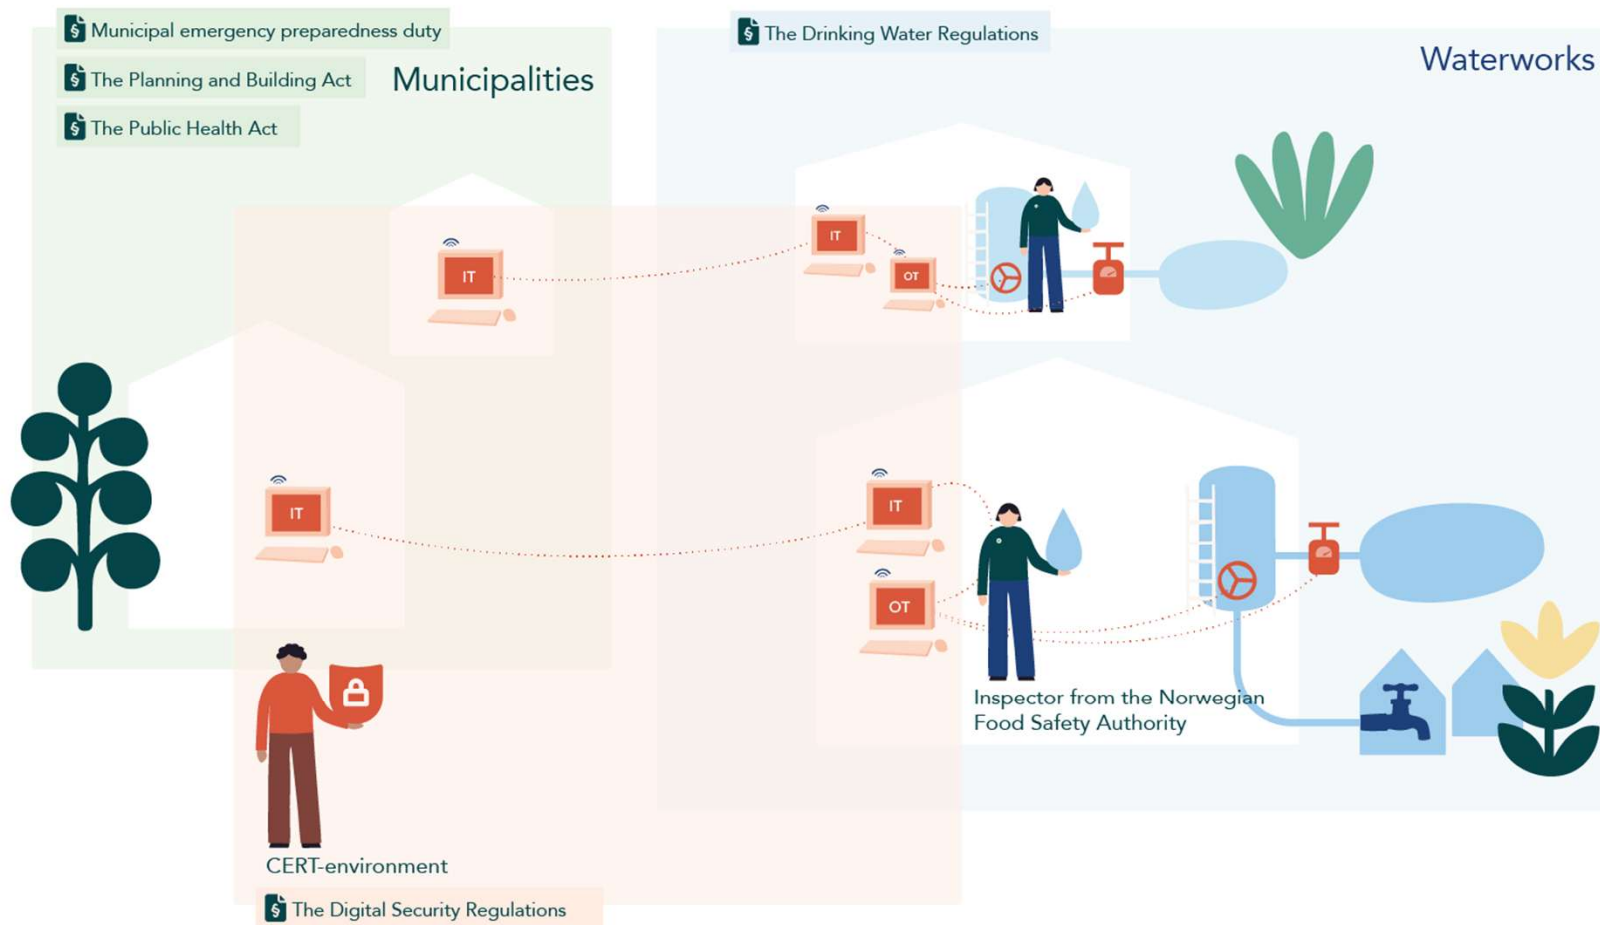 § Municipal emergency preparedness duty
§ The Planning and Building Act
§ The Public Health Act
Municipalities
§ The Drinking Water Regulations
Waterworks
IT
IT
OT
IT
IT
OT
Inspector from the Norwegian
Food Safety Authority
CERT-environment
§ The Digital Security Regulations